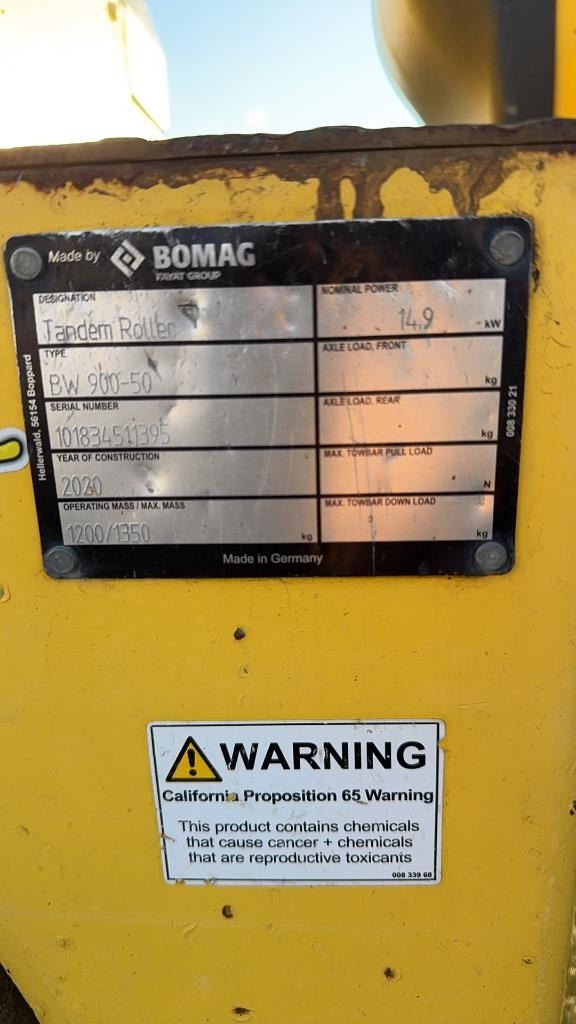 Made by BOMAG
FAYAT GROUP
DESIGNATION
Tandem Roller
NOMINAL POWER
14.9 kW
TYPE
BW 900-50
AXLE LOAD, FRONT
kg
SERIAL NUMBER
101834511395
AXLE LOAD, REAR
kg
YEAR OF CONSTRUCTION
2020
MAX. TOWBAR PULL LOAD
N
OPERATING MASS / MAX. MASS
1200/1350 kg
MAX. TOWBAR DOWN LOAD
kg
Hellerwald, 56154 Boppard
008 330 21
Made in Germany
WARNING
California Proposition 65 Warning
This product contains chemicals
that cause cancer + chemicals
that are reproductive toxicants
008 339 68